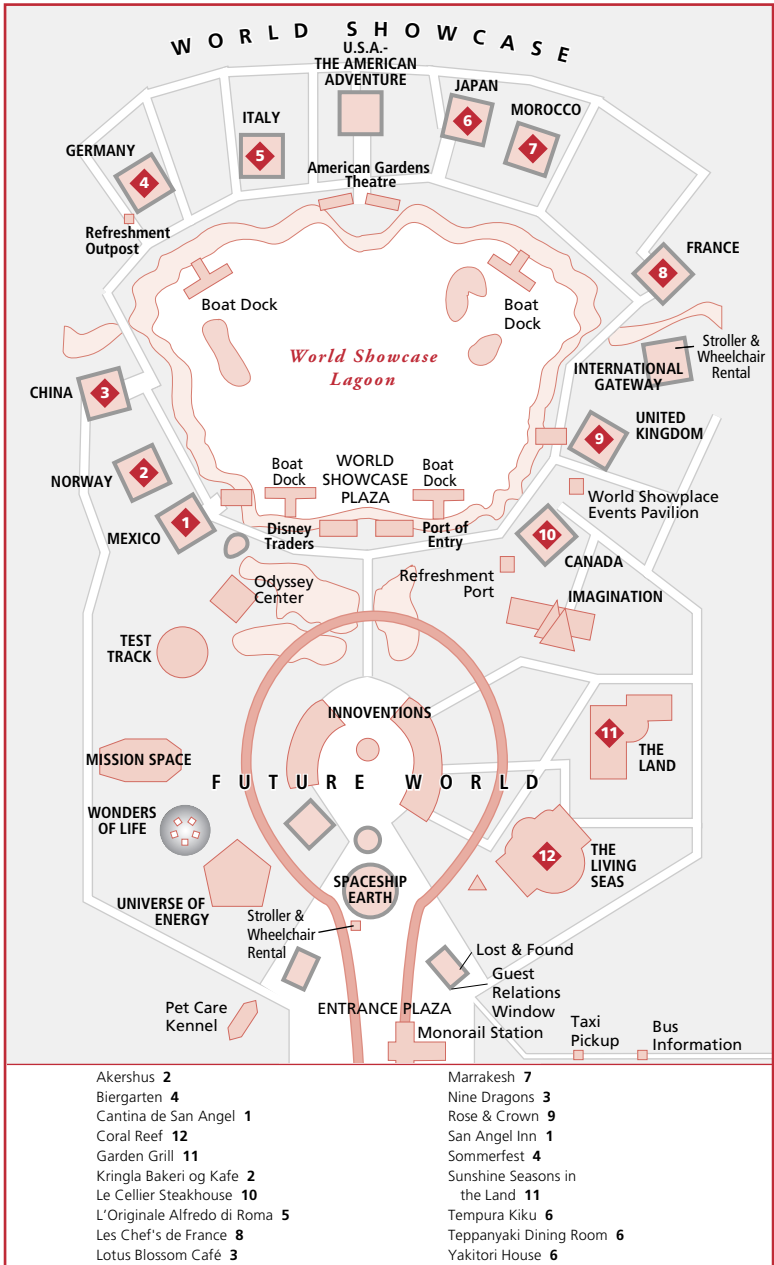 WORLD SHOWCASE
U.S.A.-
THE AMERICAN
ADVENTURE
JAPAN
6
MOROCCO
7
ITALY
5
GERMANY
4
American Gardens
Theatre
Refreshment
Outpost
FRANCE
8
Boat Dock
Boat
Dock
Stroller &
Wheelchair
Rental
World Showcase
Lagoon
INTERNATIONAL
GATEWAY
CHINA
3
UNITED
KINGDOM
9
NORWAY
2
Boat
Dock
WORLD
SHOWCASE
PLAZA
Boat
Dock
World Showplace
Events Pavilion
MEXICO
1
Disney
Traders
Port of
Entry
10
CANADA
Odyssey
Center
Refreshment
Port
IMAGINATION
TEST
TRACK
INNOVENTIONS
11
THE
LAND
MISSION SPACE
FUTURE WORLD
WONDERS
OF LIFE
12
THE
LIVING
SEAS
SPACESHIP
EARTH
UNIVERSE OF
ENERGY
Stroller &
Wheelchair
Rental
Lost & Found
Guest
Relations
Window
Pet Care
Kennel
ENTRANCE PLAZA
Monorail Station
Taxi
Pickup
Bus
Information
Akershus 2
Biergarten 4
Cantina de San Angel 1
Coral Reef 12
Garden Grill 11
Kringla Bakeri og Kafe 2
Le Cellier Steakhouse 10
L'Originale Alfredo di Roma 5
Les Chef's de France 8
Lotus Blossom Café 3
Marrakesh 7
Nine Dragons 3
Rose & Crown 9
San Angel Inn 1
Sommerfest 4
Sunshine Seasons in
the Land 11
Tempura Kiku 6
Teppanyaki Dining Room 6
Yakitori House 6